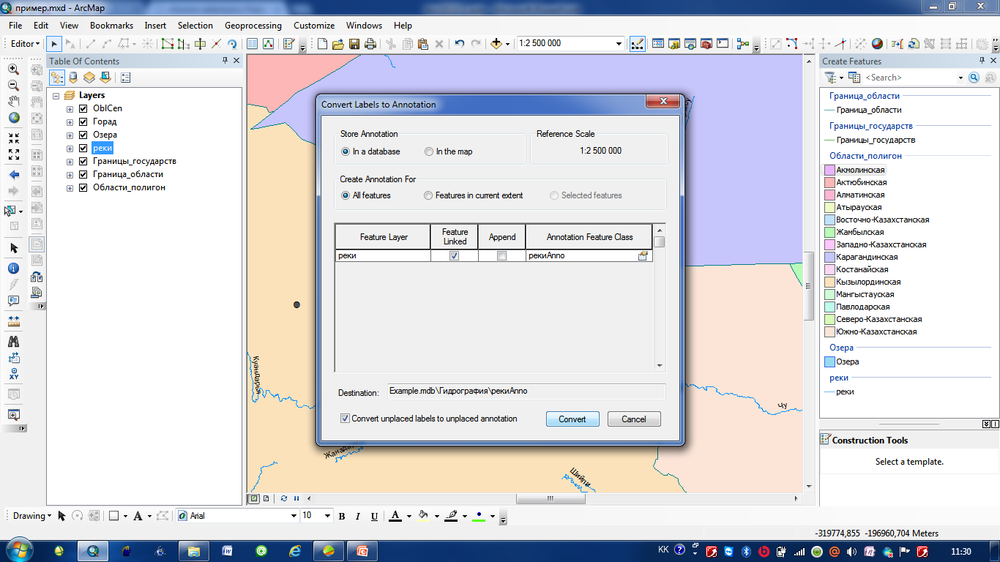 пример.mxd - ArcMap
File Edit View Bookmarks Insert Selection Geoprocessing Customize Windows Help
Editor 1:2 500 000
Table Of Contents
Layers
OblCen
Горад
Озера
реки
Границы_государств
Граница_области
Области_полигон
Convert Labels to Annotation
Store Annotation
In a database In the map
Reference Scale
1:2 500 000
Create Annotation For
All features Features in current extent Selected features
Feature Layer Feature Linked Append Annotation Feature Class
реки рекиAnno
Destination: Example.mdb\Гидрография\рекиAnno
Convert unplaced labels to unplaced annotation
Convert Cancel
Куандарья
Чу
Create Features
<Search>
Граница_области
Граница_области
Границы_государств
Границы_государств
Области_полигон
Акмолинская
Актюбинская
Алматинская
Атырауская
Восточно-Казахстанская
Жамбылская
Западно-Казахстанская
Карагандинская
Костанайская
Кызылординская
Мангыстауская
Павлодарская
Северо-Казахстанская
Южно-Казахстанская
Озера
Озера
реки
реки
Construction Tools
Select a template.
Drawing A Arial 10 B I U A
-319774,855 -196960,704 Meters
KK 11:30